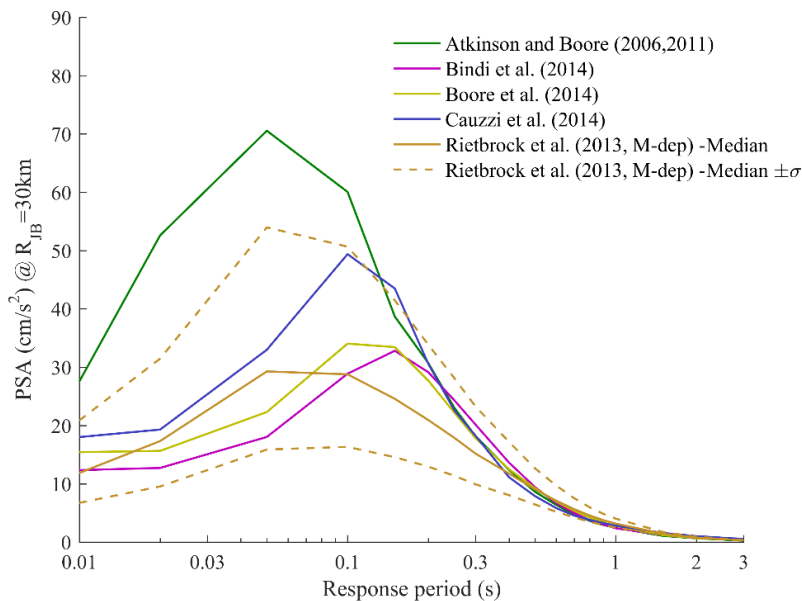 90
80
70
60
50
40
30
20
10
0
PSA (cm/s²) @ R_JB=30km
Atkinson and Boore (2006,2011)
Bindi et al. (2014)
Boore et al. (2014)
Cauzzi et al. (2014)
Rietbrock et al. (2013, M-dep) -Median
Rietbrock et al. (2013, M-dep) -Median ±σ
0.01 0.03 0.1 0.3 1 3
Response period (s)